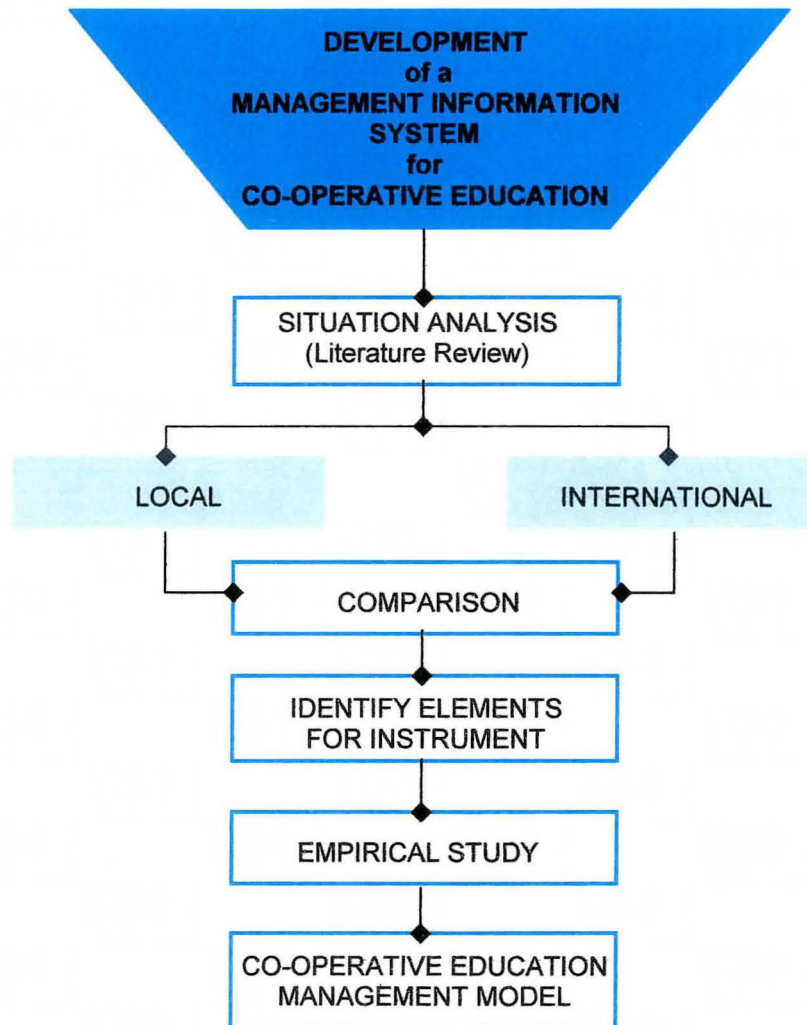 DEVELOPMENT
of a
MANAGEMENT INFORMATION
SYSTEM
for
CO-OPERATIVE EDUCATION
SITUATION ANALYSIS
(Literature Review)
LOCAL
INTERNATIONAL
COMPARISON
IDENTIFY ELEMENTS
FOR INSTRUMENT
EMPIRICAL STUDY
CO-OPERATIVE EDUCATION
MANAGEMENT MODEL